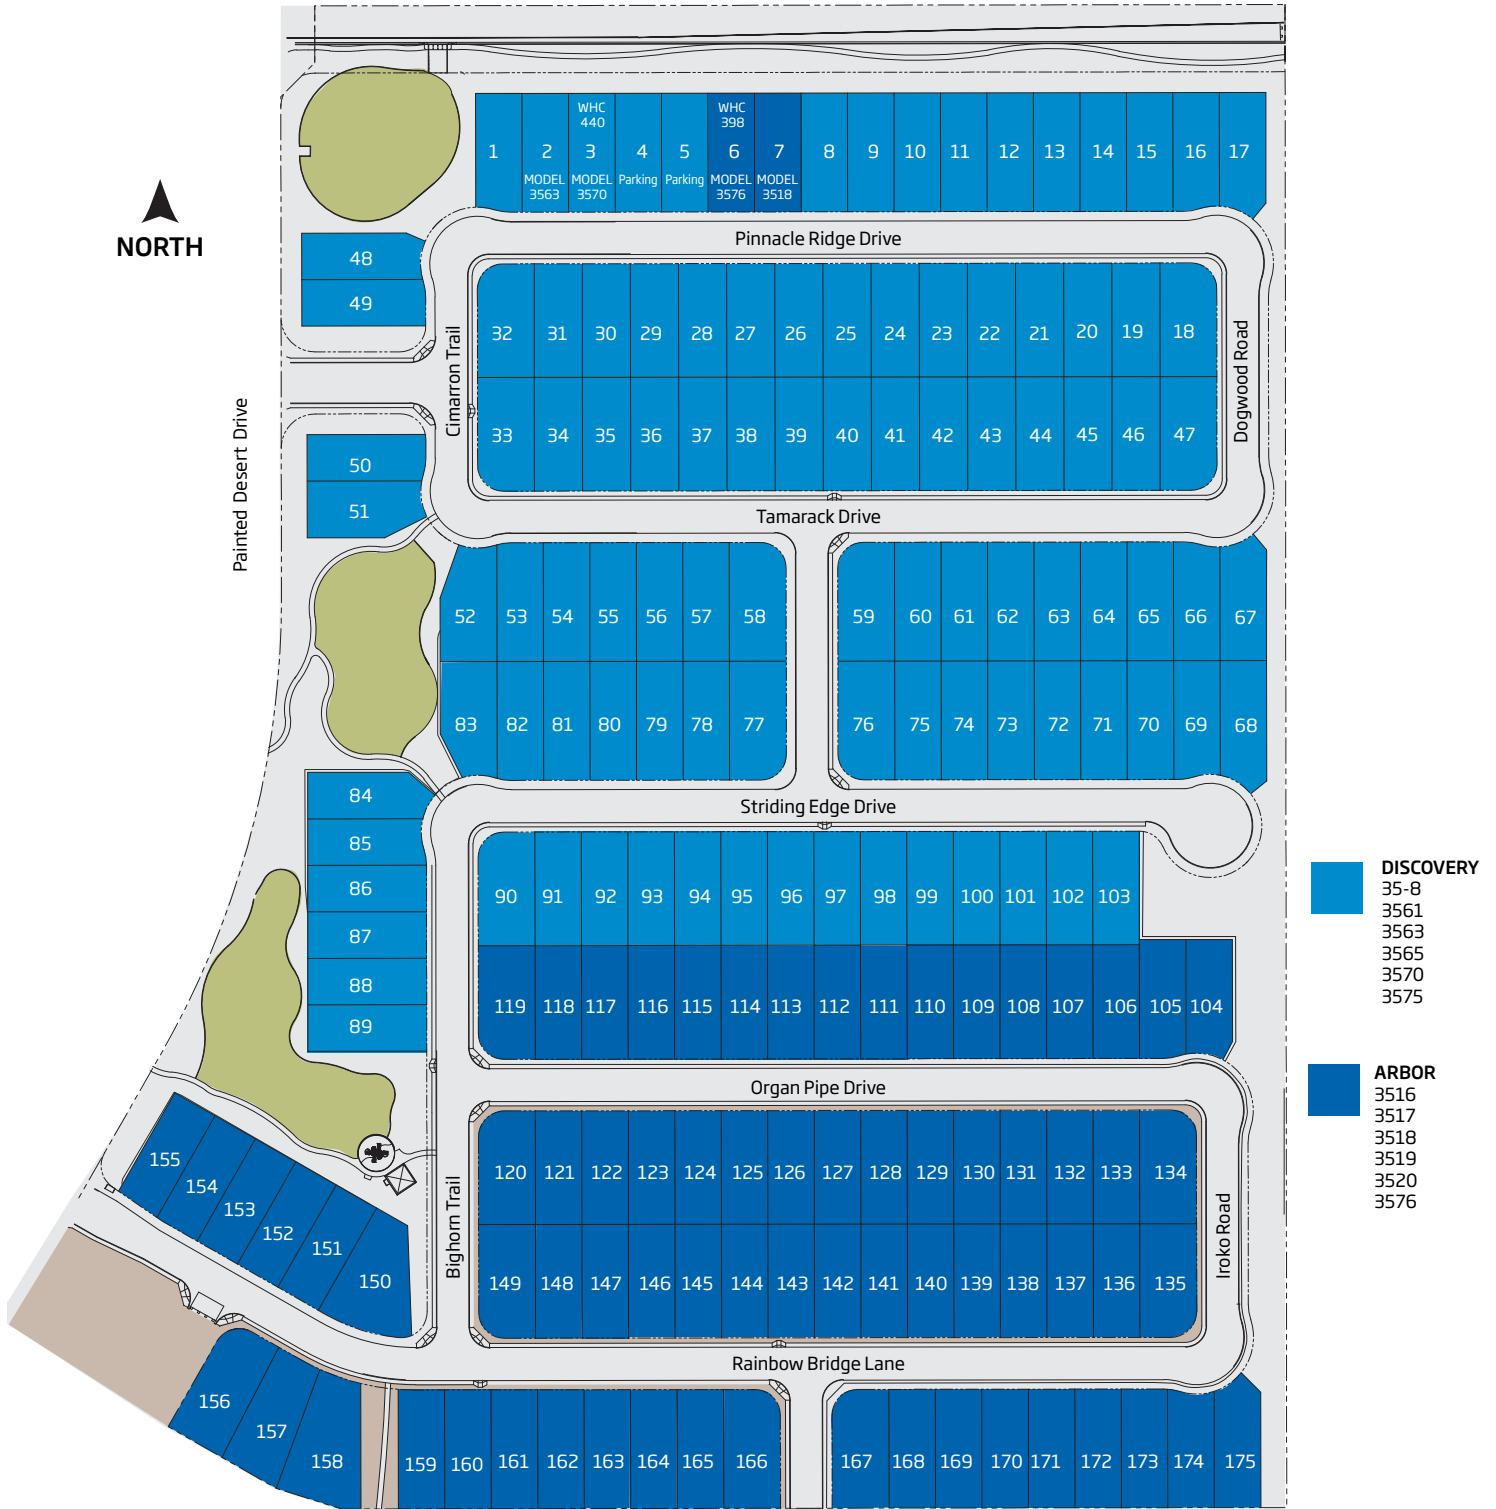 WHC
440
WHC
398
1 2 3 4 5 6 7 8 9 10 11 12 13 14 15 16 17
MODEL
3563
MODEL
3570
Parking
Parking
MODEL
3576
MODEL
3518
NORTH
Pinnacle Ridge Drive
48
49
32 31 30 29 28 27 26 25 24 23 22 21 20 19 18
Cimarron Trail
Dogwood Road
33 34 35 36 37 38 39 40 41 42 43 44 45 46 47
Painted Desert Drive
50
51
Tamarack Drive
52 53 54 55 56 57 58 59 60 61 62 63 64 65 66 67
83 82 81 80 79 78 77 76 75 74 73 72 71 70 69 68
84
85
86
87
88
89
Striding Edge Drive
90 91 92 93 94 95 96 97 98 99 100 101 102 103
119 118 117 116 115 114 113 112 111 110 109 108 107 106 105 104
DISCOVERY
35-8
3561
3563
3565
3570
3575
Organ Pipe Drive
ARBOR
3516
3517
3518
3519
3520
3576
155
154
153
152
151
150
120 121 122 123 124 125 126 127 128 129 130 131 132 133 134
Bighorn Trail
Iroko Road
149 148 147 146 145 144 143 142 141 140 139 138 137 136 135
Rainbow Bridge Lane
156
157
158
159 160 161 162 163 164 165 166 167 168 169 170 171 172 173 174 175